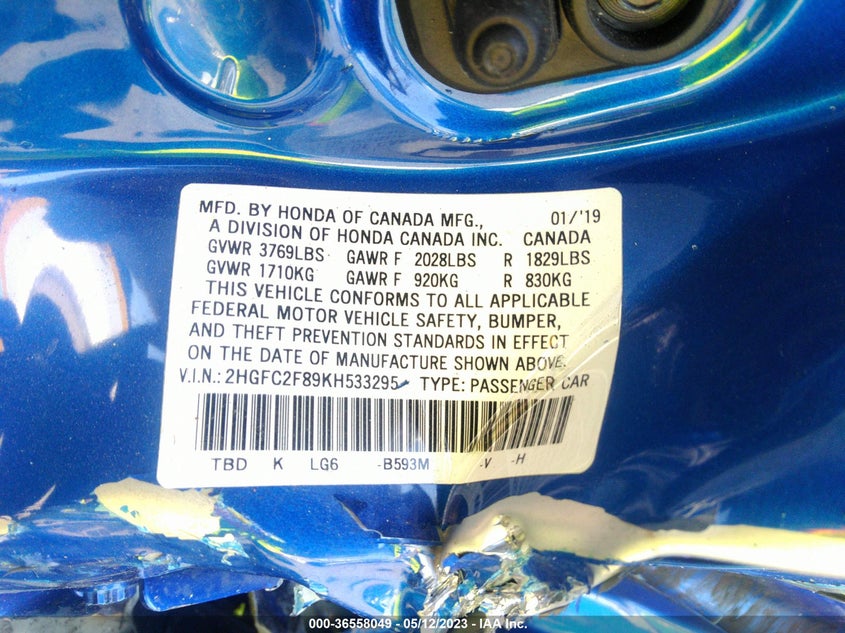 MFD. BY HONDA OF CANADA MFG., 01/'19
A DIVISION OF HONDA CANADA INC. CANADA
GVWR 3769LBS GAWR F 2028LBS R 1829LBS
GVWR 1710KG GAWR F 920KG R 830KG
THIS VEHICLE CONFORMS TO ALL APPLICABLE
FEDERAL MOTOR VEHICLE SAFETY, BUMPER,
AND THEFT PREVENTION STANDARDS IN EFFECT
ON THE DATE OF MANUFACTURE SHOWN ABOVE.
V.I.N.: 2HGFC2F89KH533295 TYPE: PASSENGER CAR
TBD K LG6 -B593M -V -H
000-36558049 - 05/12/2023 - IAA Inc.